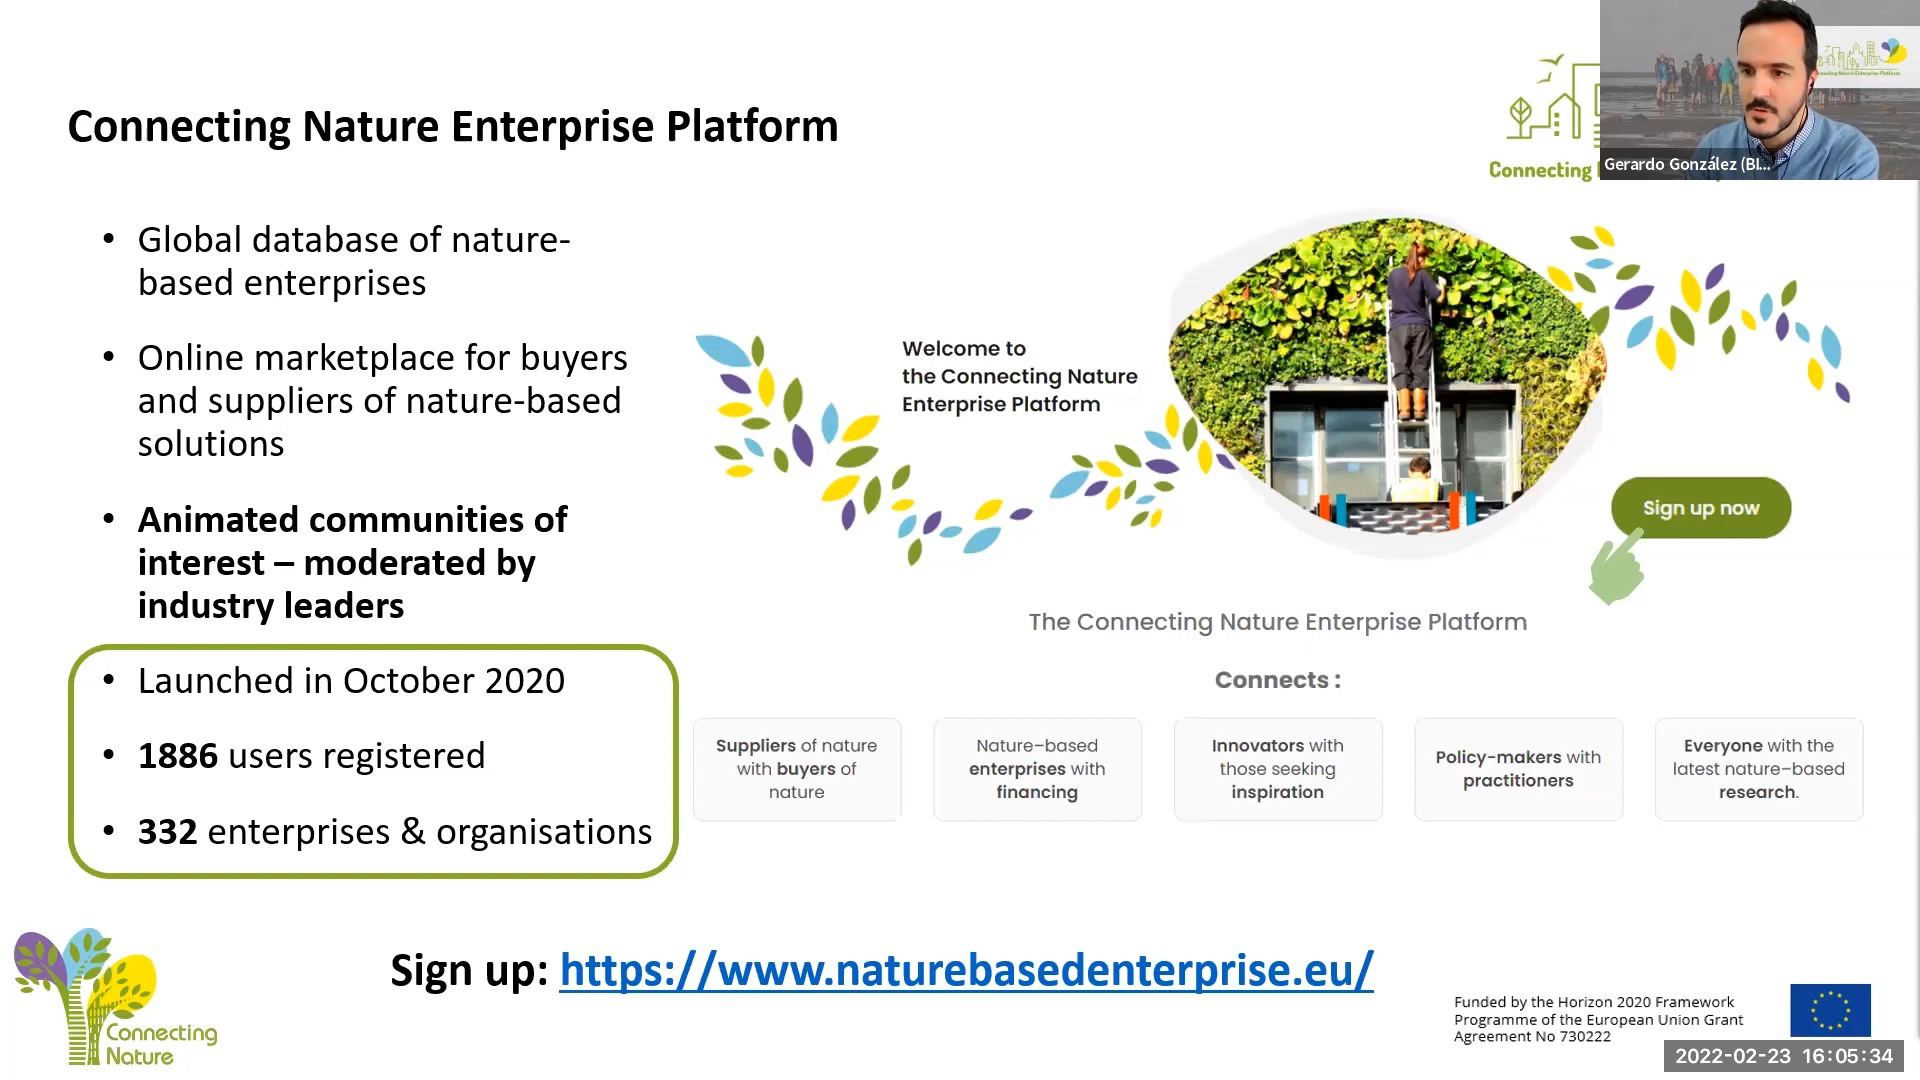 Connecting Nature Enterprise Platform
• Global database of nature-
based enterprises
• Online marketplace for buyers
and suppliers of nature-based
solutions
• Animated communities of
interest – moderated by
industry leaders
• Launched in October 2020
• 1886 users registered
• 332 enterprises & organisations
Connecting
Connecting Nature Enterprise Platform
Gerardo González (BI...
Welcome to
the Connecting Nature
Enterprise Platform
Sign up now
The Connecting Nature Enterprise Platform
Connects :
Suppliers of nature
with buyers of
nature
Nature–based
enterprises with
financing
Innovators with
those seeking
inspiration
Policy-makers with
practitioners
Everyone with the
latest nature–based
research.
Sign up: https://www.naturebasedenterprise.eu/
Connecting
Nature
Funded by the Horizon 2020 Framework
Programme of the European Union Grant
Agreement No 730222
2022-02-23 16:05:34